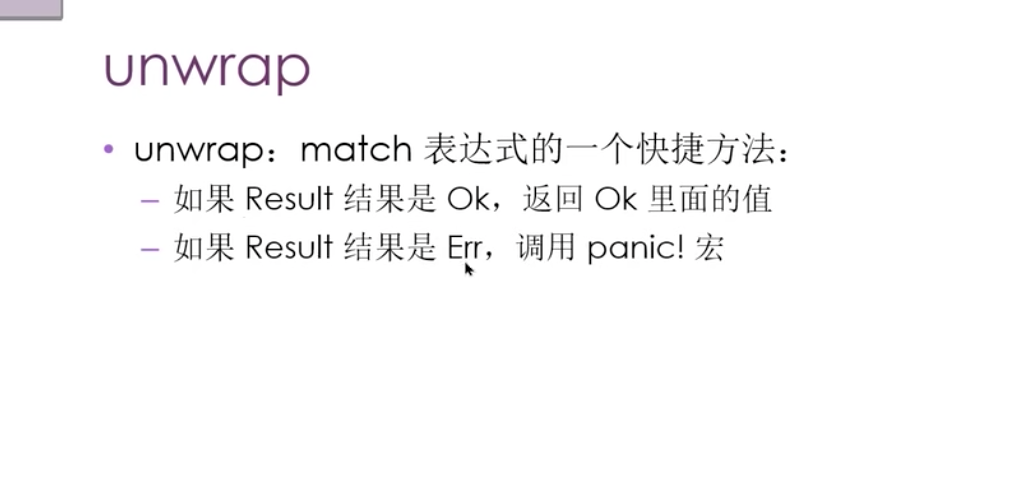 unwrap
• unwrap：match 表达式的一个快捷方法：
– 如果 Result 结果是 Ok，返回 Ok 里面的值
– 如果 Result 结果是 Err，调用 panic! 宏